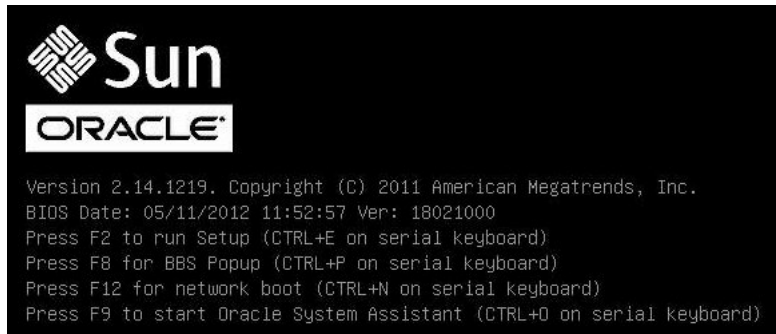 Sun
ORACLE
Version 2.14.1219. Copyright (C) 2011 American Megatrends, Inc.
BIOS Date: 05/11/2012 11:52:57 Ver: 18021000
Press F2 to run Setup (CTRL+E on serial keyboard)
Press F8 for BBS Popup (CTRL+P on serial keyboard)
Press F12 for network boot (CTRL+N on serial keyboard)
Press F9 to start Oracle System Assistant (CTRL+O on serial keyboard)